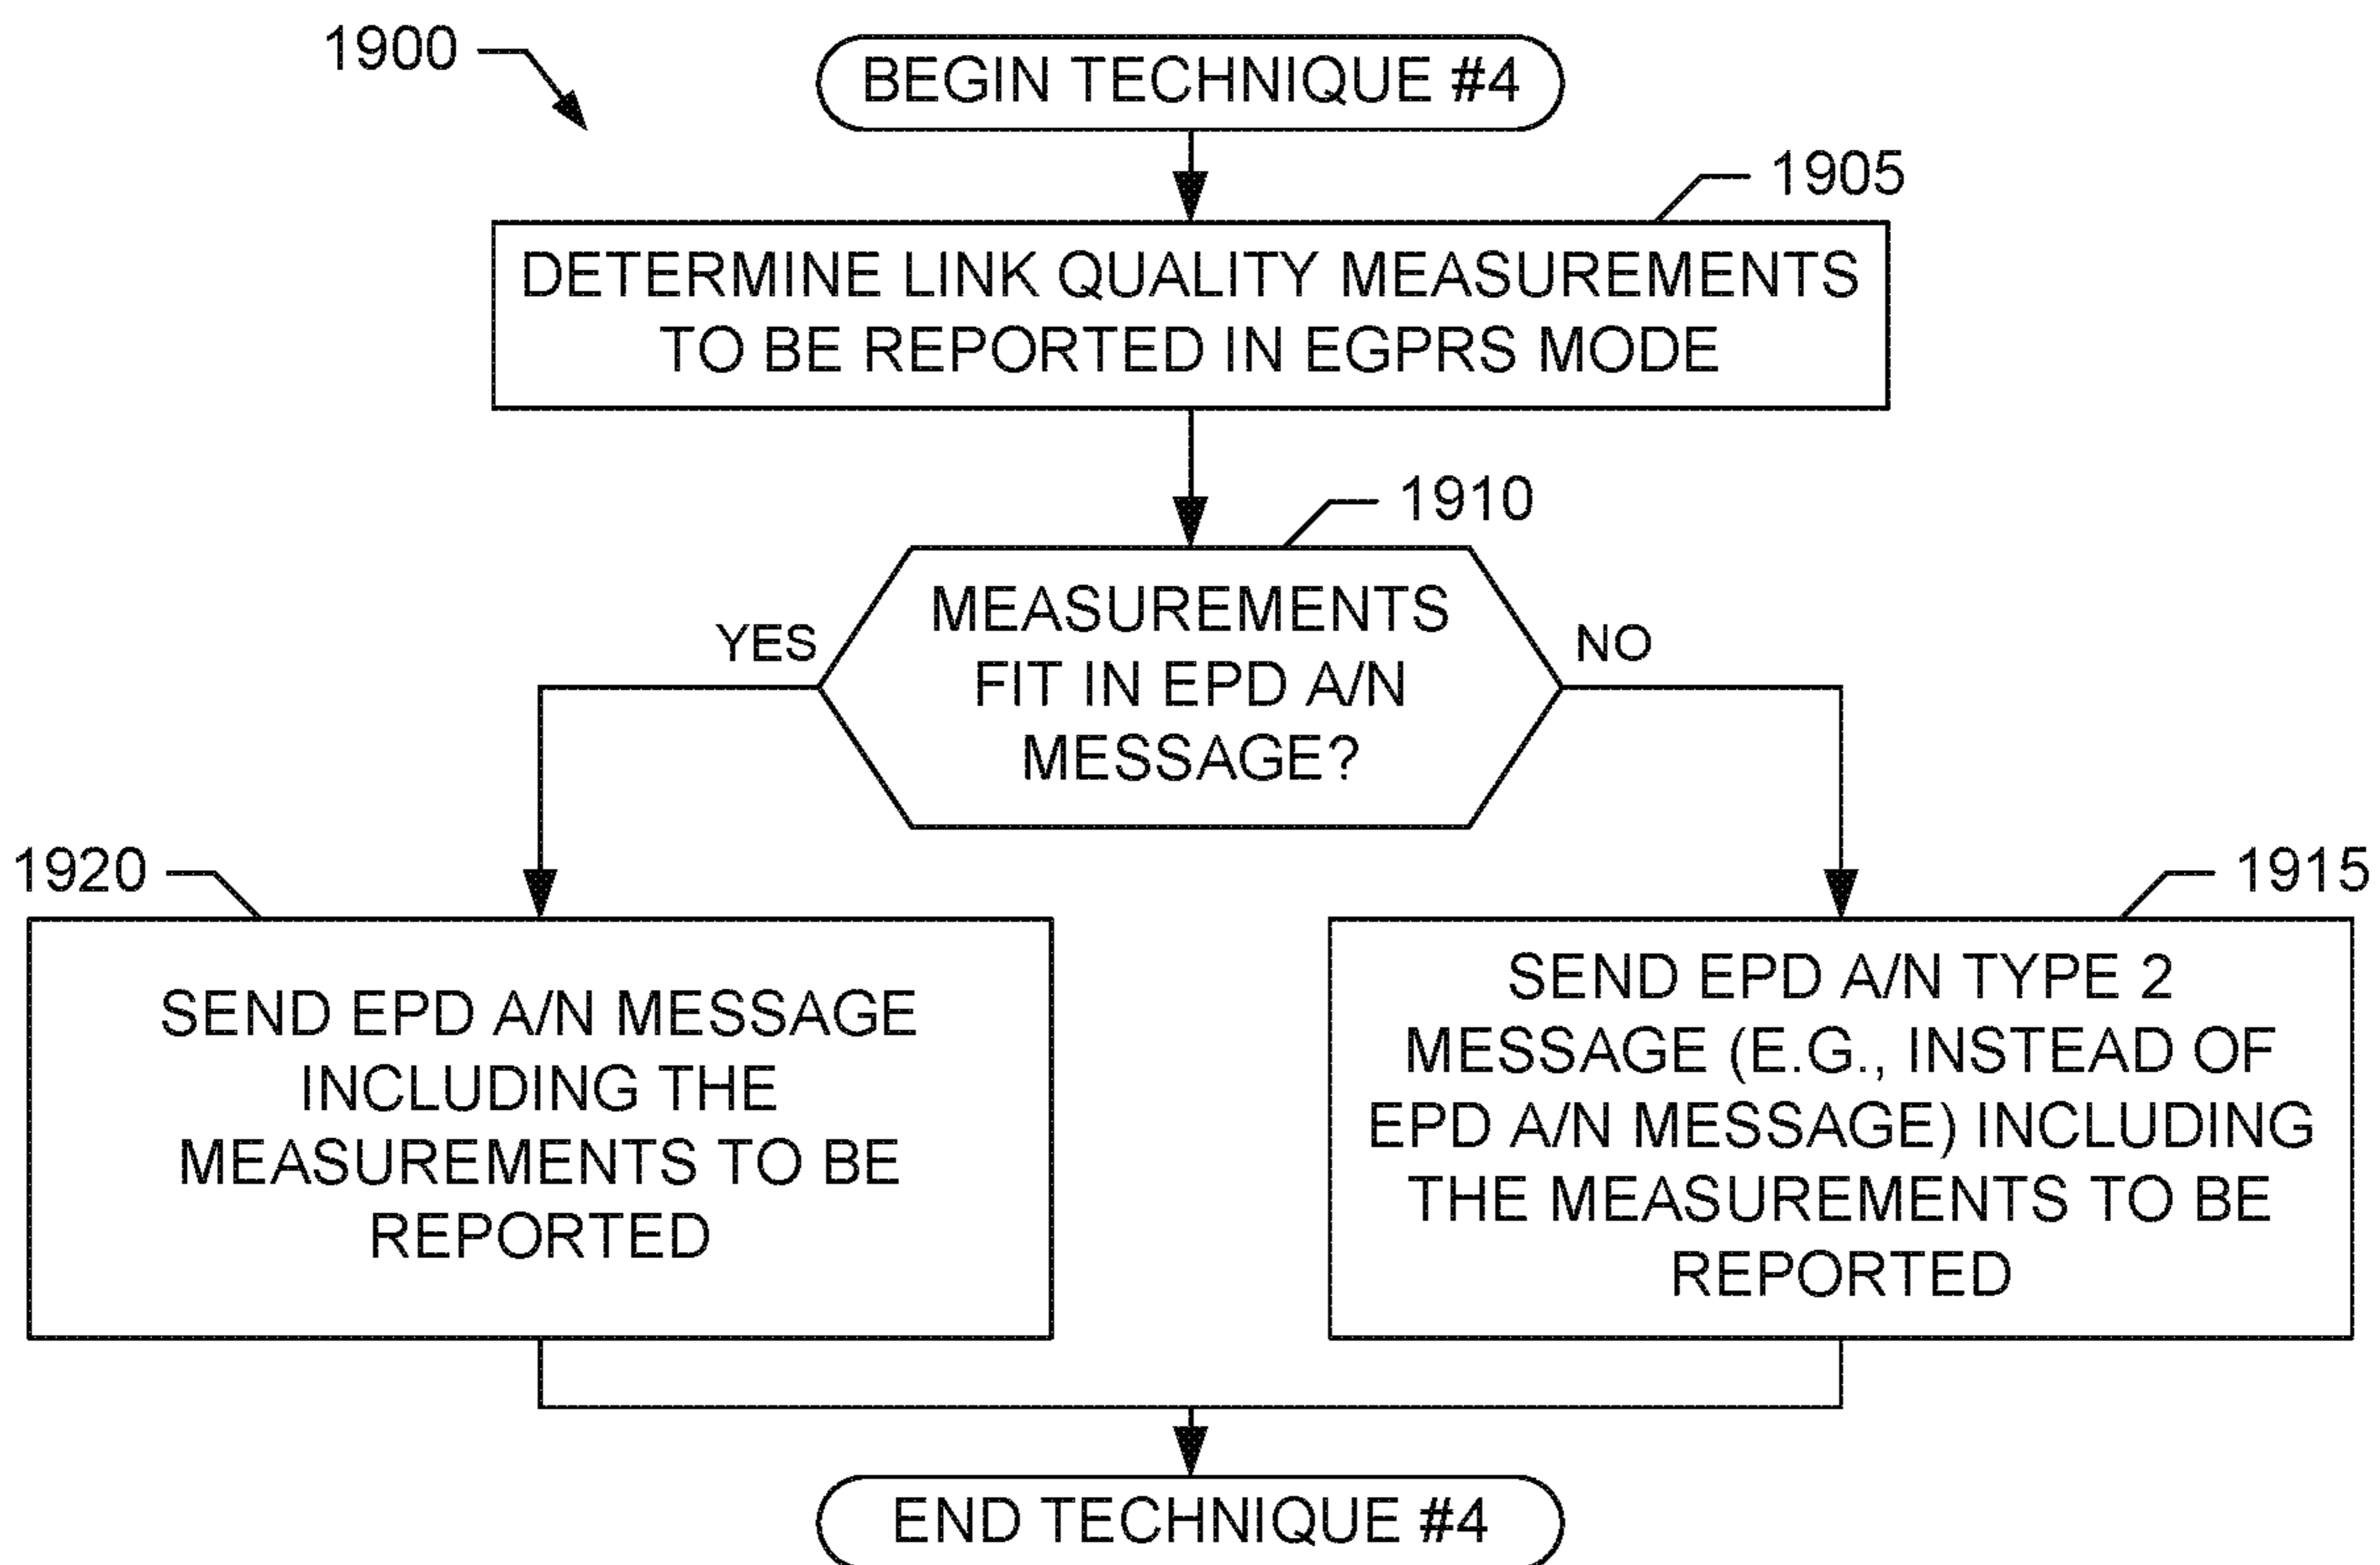 1900
BEGIN TECHNIQUE #4
1905
DETERMINE LINK QUALITY MEASUREMENTS
TO BE REPORTED IN EGPRS MODE
1910
MEASUREMENTS
FIT IN EPD A/N
MESSAGE?
YES
NO
1920
SEND EPD A/N MESSAGE
INCLUDING THE
MEASUREMENTS TO BE
REPORTED
1915
SEND EPD A/N TYPE 2
MESSAGE (E.G., INSTEAD OF
EPD A/N MESSAGE) INCLUDING
THE MEASUREMENTS TO BE
REPORTED
END TECHNIQUE #4